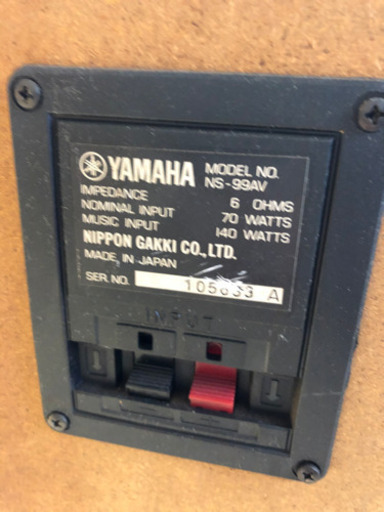 YAMAHA MODEL NO.
NS-99AV
IMPEDANCE 6 OHMS
NOMINAL INPUT 70 WATTS
MUSIC INPUT 140 WATTS
NIPPON GAKKI CO., LTD.
MADE IN JAPAN
SER. NO. A
INPUT